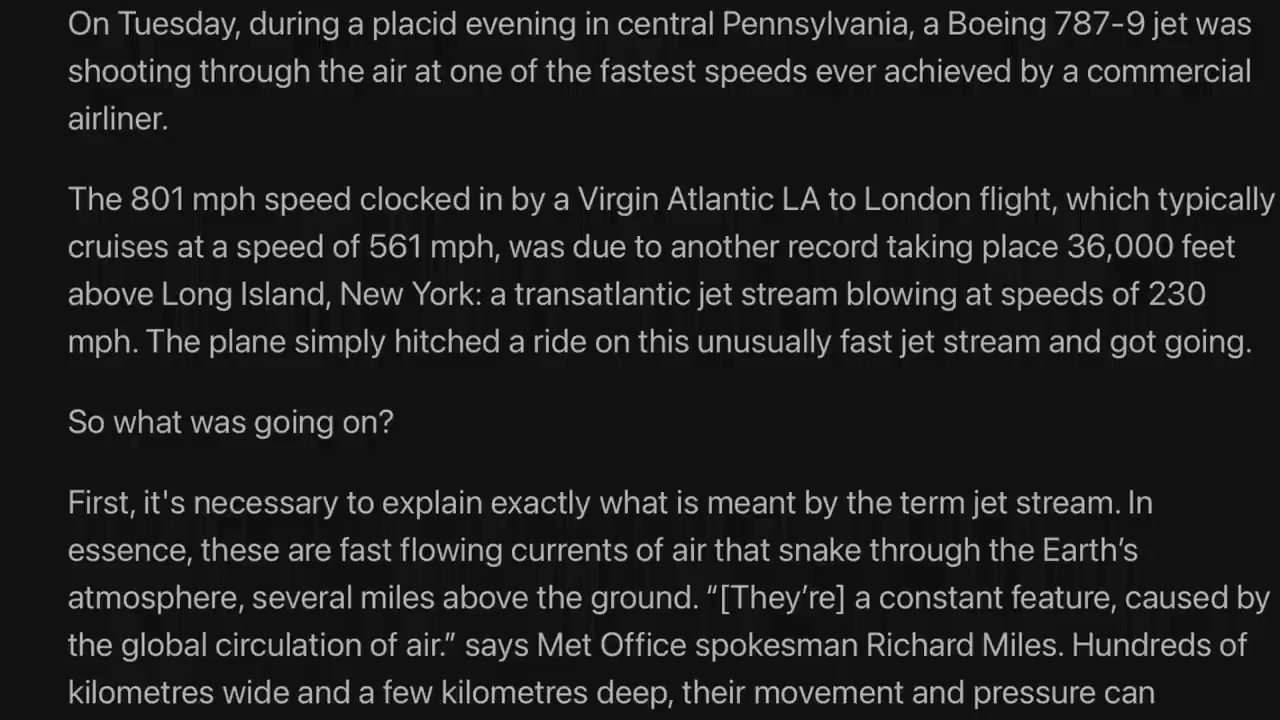 On Tuesday, during a placid evening in central Pennsylvania, a Boeing 787-9 jet was
shooting through the air at one of the fastest speeds ever achieved by a commercial
airliner.
The 801 mph speed clocked in by a Virgin Atlantic LA to London flight, which typically
cruises at a speed of 561 mph, was due to another record taking place 36,000 feet
above Long Island, New York: a transatlantic jet stream blowing at speeds of 230
mph. The plane simply hitched a ride on this unusually fast jet stream and got going.
So what was going on?
First, it's necessary to explain exactly what is meant by the term jet stream. In
essence, these are fast flowing currents of air that snake through the Earth’s
atmosphere, several miles above the ground. “[They’re] a constant feature, caused by
the global circulation of air.” says Met Office spokesman Richard Miles. Hundreds of
kilometres wide and a few kilometres deep, their movement and pressure can